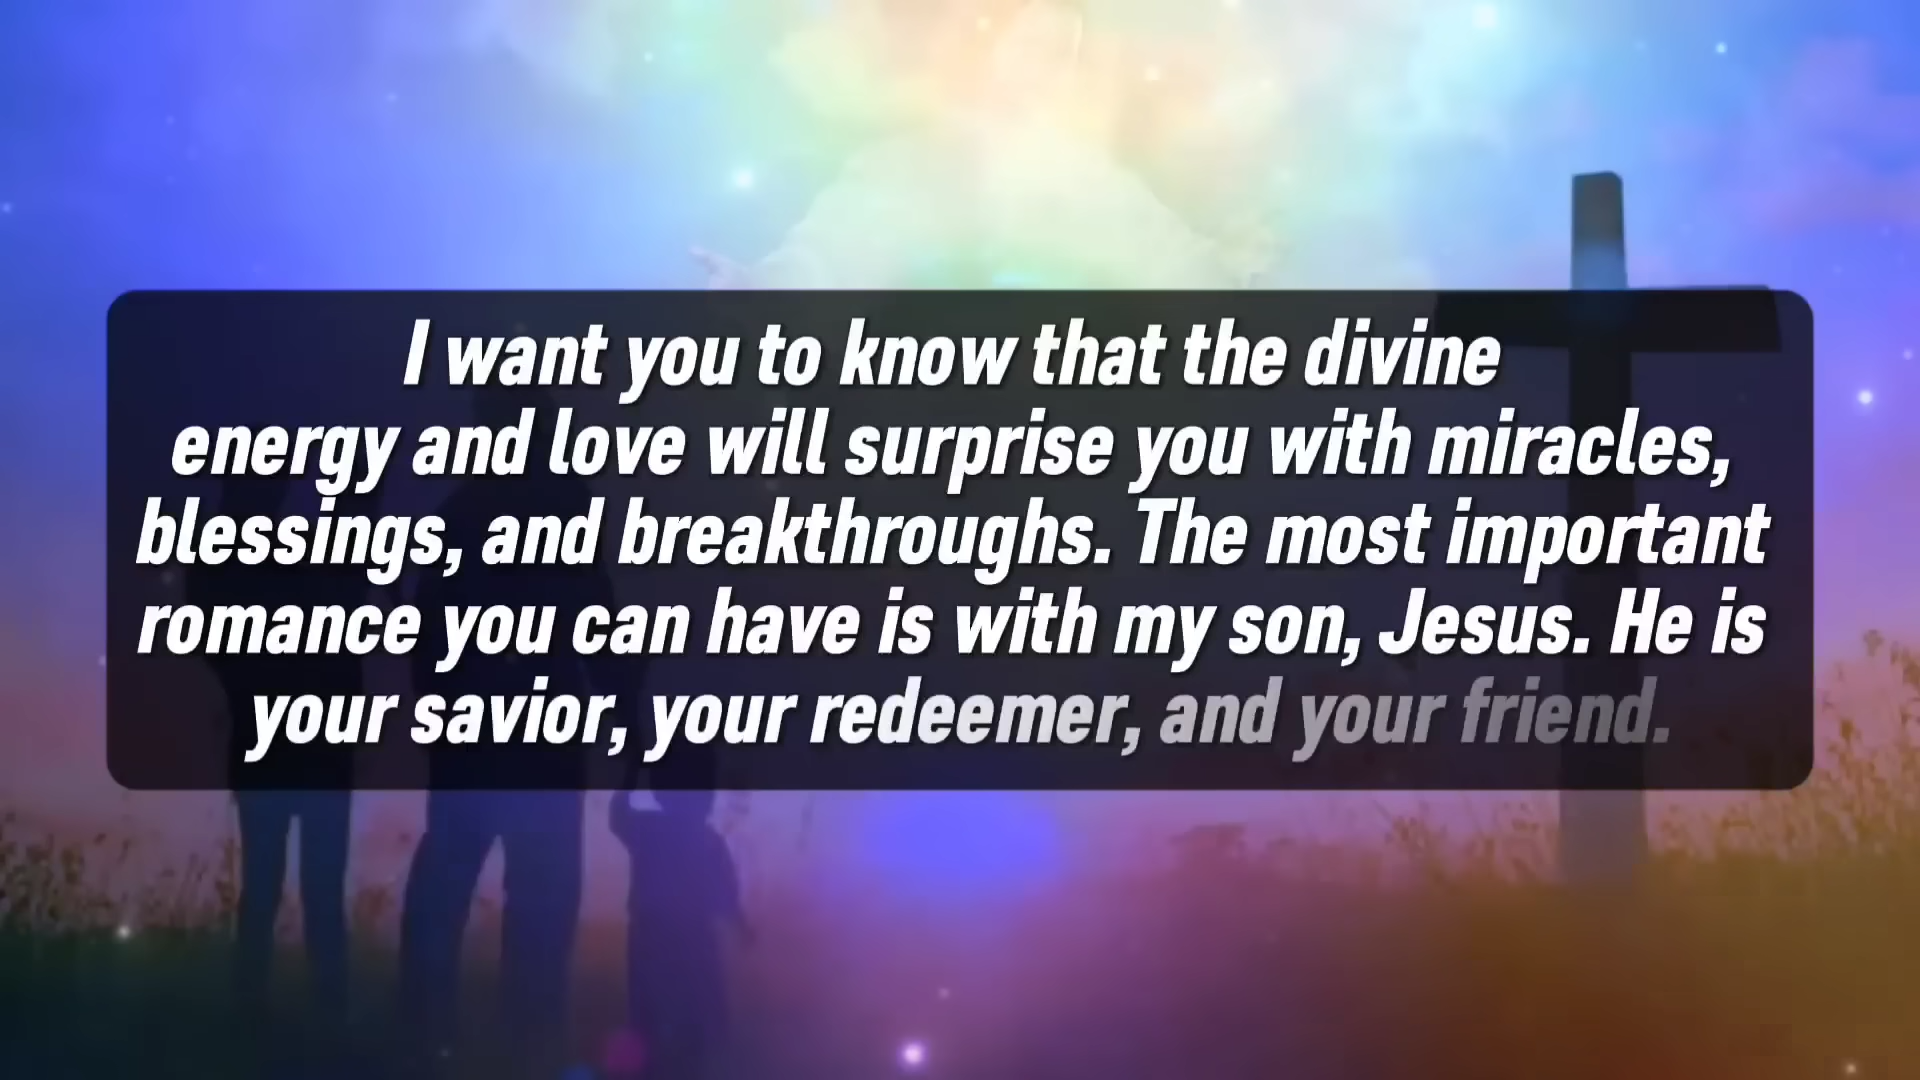 I want you to know that the divine
energy and love will surprise you with miracles,
blessings, and breakthroughs. The most important
romance you can have is with my son, Jesus. He is
your savior, your redeemer, and your friend.